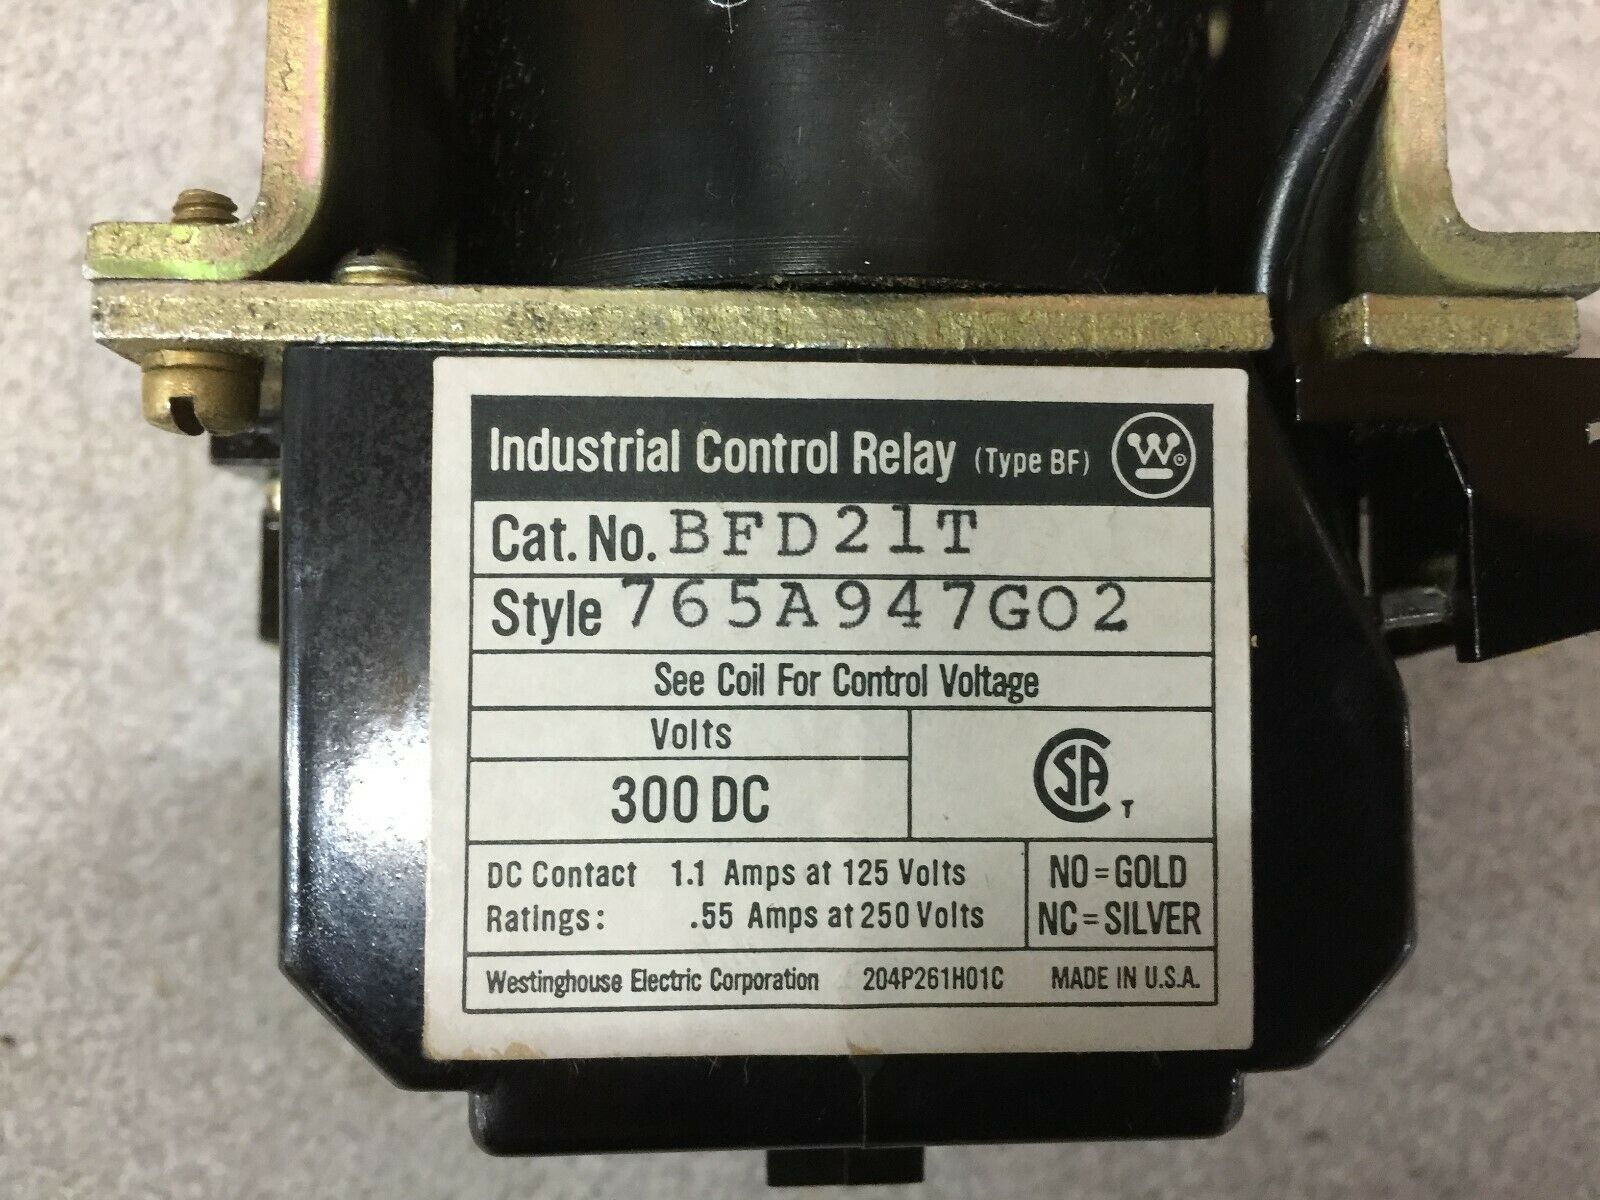 Industrial Control Relay (Type BF) W
Cat. No. BFD21T
Style 765A947G02
See Coil For Control Voltage
Volts
300 DC
CSA T
DC Contact 1.1 Amps at 125 Volts
Ratings: .55 Amps at 250 Volts
NO=GOLD
NC=SILVER
Westinghouse Electric Corporation 204P261H01C MADE IN U.S.A.